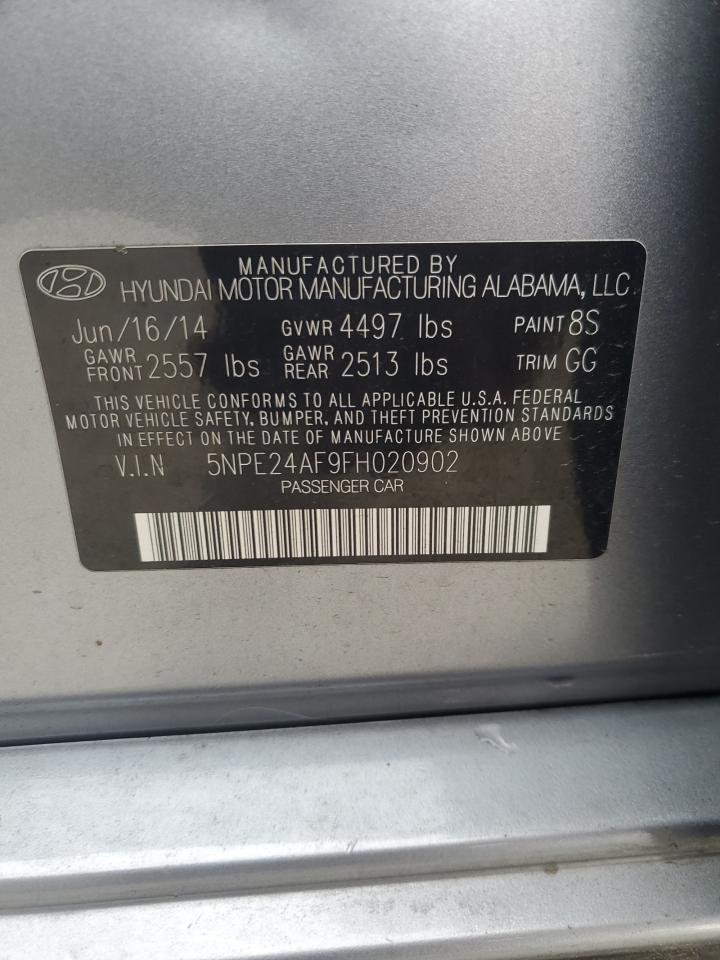 MANUFACTURED BY
HYUNDAI MOTOR MANUFACTURING ALABAMA, LLC
Jun/16/14 GVWR 4497 lbs PAINT 8S
GAWR FRONT 2557 lbs GAWR REAR 2513 lbs TRIM GG
THIS VEHICLE CONFORMS TO ALL APPLICABLE U.S.A. FEDERAL
MOTOR VEHICLE SAFETY, BUMPER, AND THEFT PREVENTION STANDARDS
IN EFFECT ON THE DATE OF MANUFACTURE SHOWN ABOVE
V.I.N 5NPE24AF9FH020902
PASSENGER CAR